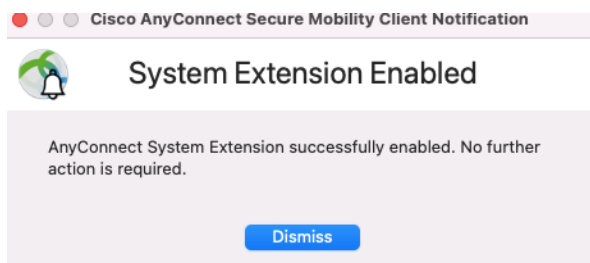 Cisco AnyConnect Secure Mobility Client Notification
System Extension Enabled
AnyConnect System Extension successfully enabled. No further
action is required.
Dismiss